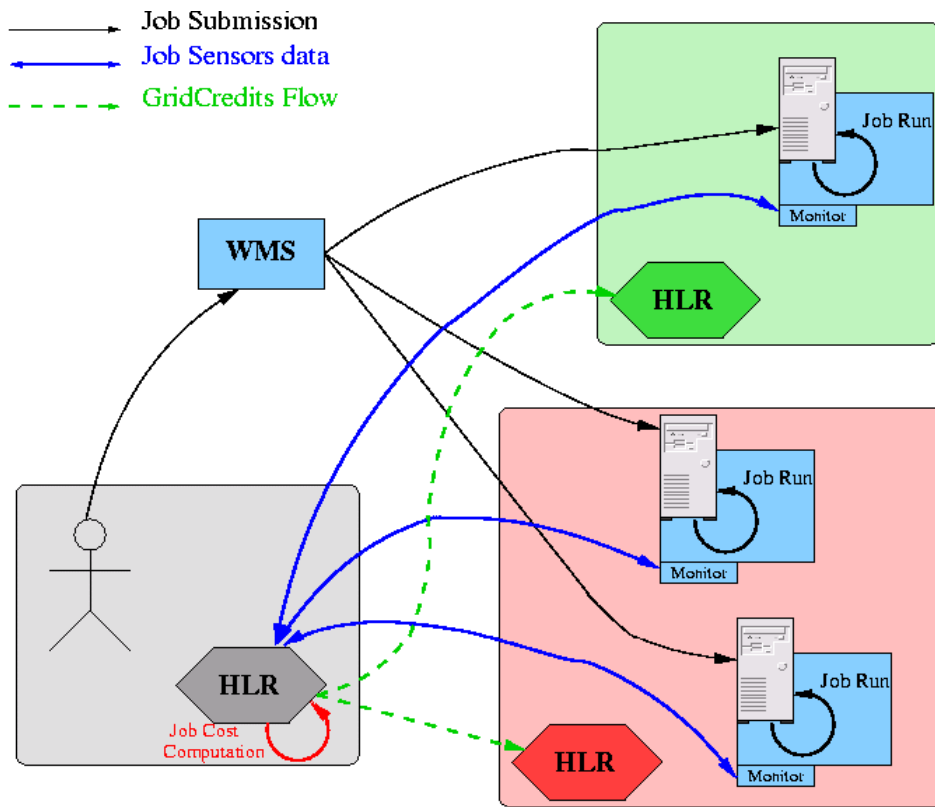 Job Submission
Job Sensors data
GridCredits Flow
Job Run
Monitor
WMS
HLR
Job Run
Monitor
HLR
Job Cost
Computation
Job Run
HLR
Monitor